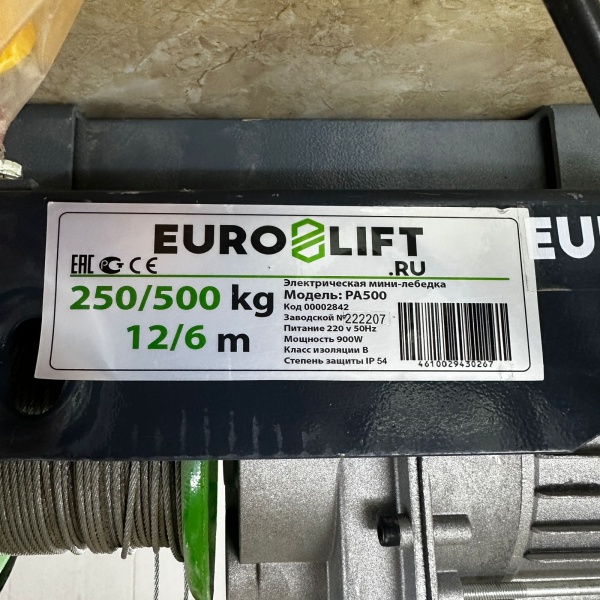 EURO LIFT
.RU
EAC PC CE
250/500 kg
12/6 m
Электрическая мини-лебедка
Модель: PA500
Код 00002842
Заводской №222207
Питание 220 v 50Hz
Мощность 900W
Класс изоляции B
Степень защиты IP 54
4610029430267
EU